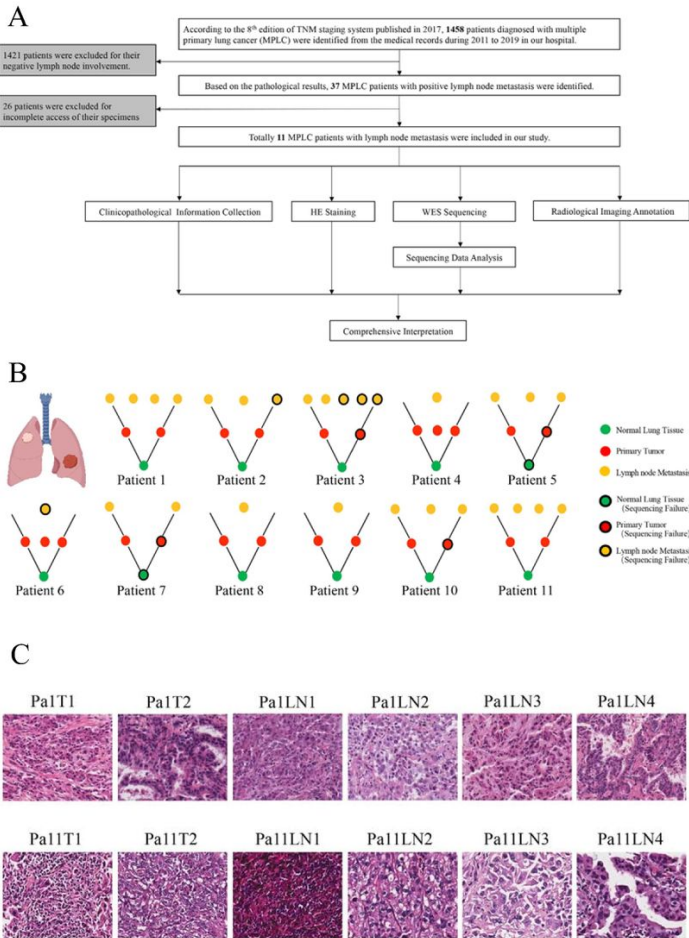 A
According to the 8th edition of TNM staging system published in 2017, 1458 patients diagnosed with multiple
primary lung cancer (MPLC) were identified from the medical records during 2011 to 2019 in our hospital.
1421 patients were excluded for their
negative lymph node involvement.
Based on the pathological results, 37 MPLC patients with positive lymph node metastasis were identified.
26 patients were excluded for
incomplete access of their specimens
Totally 11 MPLC patients with lymph node metastasis were included in our study.
Clinicopathological Information Collection
HE Staining
WES Sequencing
Radiological Imaging Annotation
Sequencing Data Analysis
Comprehensive Interpretation
B
Patient 1
Patient 2
Patient 3
Patient 4
Patient 5
Patient 6
Patient 7
Patient 8
Patient 9
Patient 10
Patient 11
Normal Lung Tissue
Primary Tumor
Lymph node Metastasis
Normal Lung Tissue
(Sequencing Failure)
Primary Tumor
(Sequencing Failure)
Lymph node Metastasis
(Sequencing Failure)
C
Pa1T1
Pa1T2
Pa1LN1
Pa1LN2
Pa1LN3
Pa1LN4
Pa11T1
Pa11T2
Pa11LN1
Pa11LN2
Pa11LN3
Pa11LN4